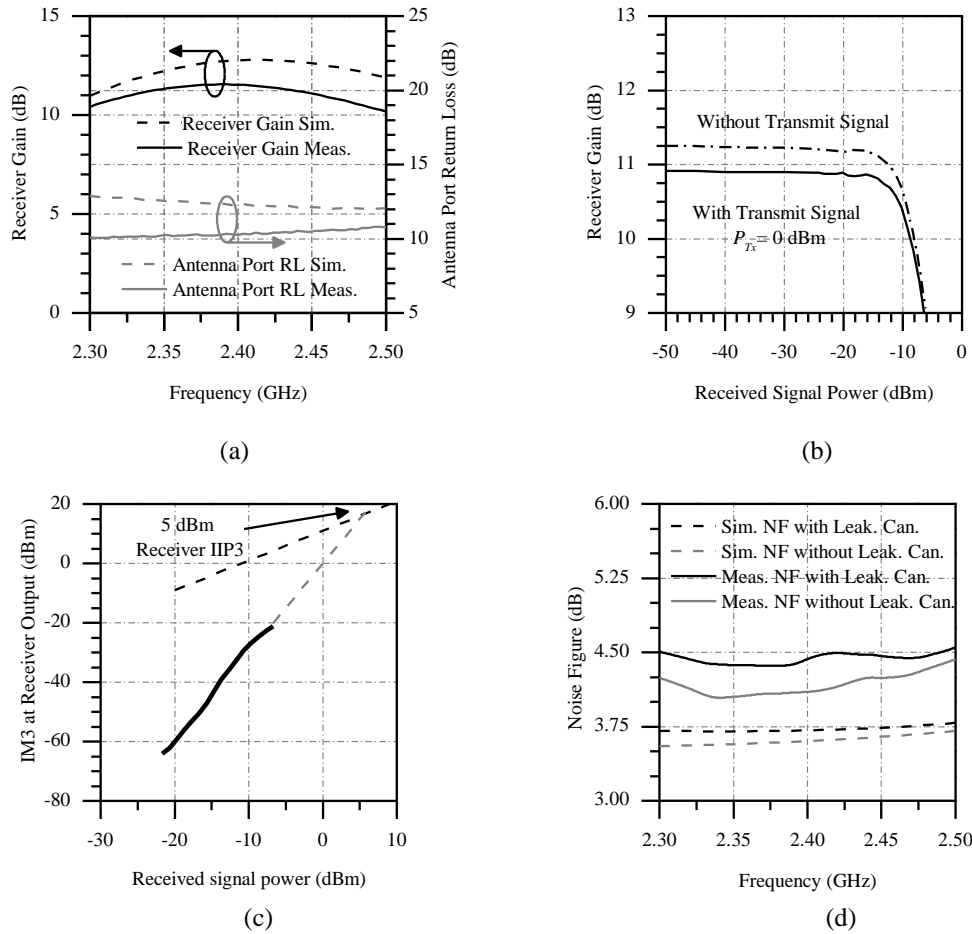 15
10
5
0
Receiver Gain (dB)
25
20
15
10
5
Antenna Port Return Loss (dB)
Receiver Gain Sim.
Receiver Gain Meas.
Antenna Port RL Sim.
Antenna Port RL Meas.
2.30 2.35 2.40 2.45 2.50
Frequency (GHz)
(a)
13
12
11
10
9
Receiver Gain (dB)
Without Transmit Signal
With Transmit Signal
P_Tx= 0 dBm
-50 -40 -30 -20 -10 0
Received Signal Power (dBm)
(b)
20
0
-20
-40
-60
-80
IM3 at Receiver Output (dBm)
5 dBm
Receiver IIP3
-30 -20 -10 0 10
Received signal power (dBm)
(c)
6.00
5.25
4.50
3.75
3.00
Noise Figure (dB)
Sim. NF with Leak. Can.
Sim. NF without Leak. Can.
Meas. NF with Leak. Can.
Meas. NF without Leak. Can.
2.30 2.35 2.40 2.45 2.50
Frequency (GHz)
(d)